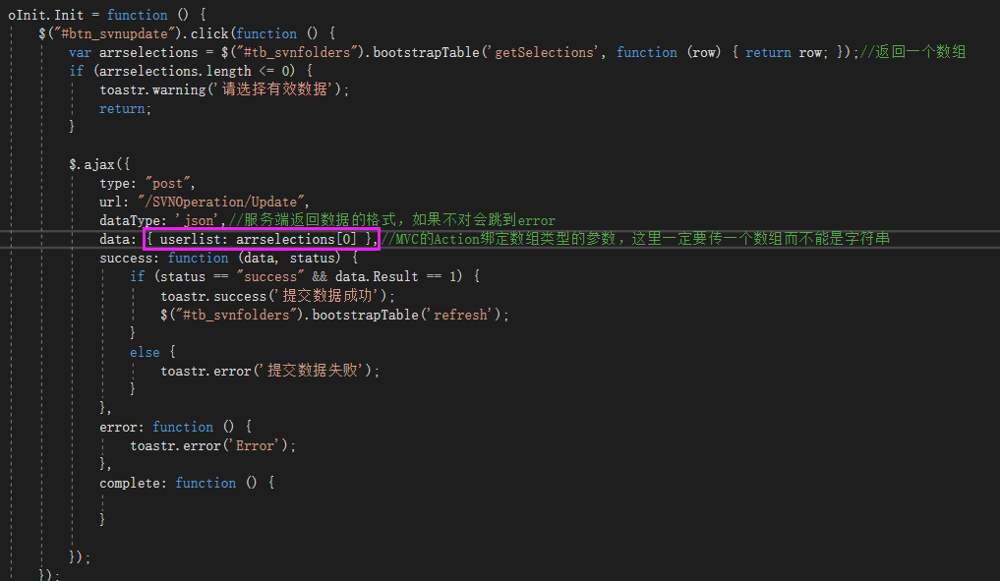 oInit.Init = function () {
$("#btn_svnupdate").click(function () {
var arrselections = $("#tb_svnfolders").bootstrapTable('getSelections', function (row) { return row; });//返回一个数组
if (arrselections.length <= 0) {
toastr.warning('请选择有效数据');
return;
}
$.ajax({
type: "post",
url: "/SVNOperation/Update",
dataType: 'json',//服务端返回数据的格式，如果不对会跳到error
data: { userlist: arrselections[0] },//MVC的Action绑定数组类型的参数，这里一定要传一个数组而不能是字符串
success: function (data, status) {
if (status == "success" && data.Result == 1) {
toastr.success('提交数据成功');
$("#tb_svnfolders").bootstrapTable('refresh');
}
else {
toastr.error('提交数据失败');
}
},
error: function () {
toastr.error('Error');
},
complete: function () {
}
});
});